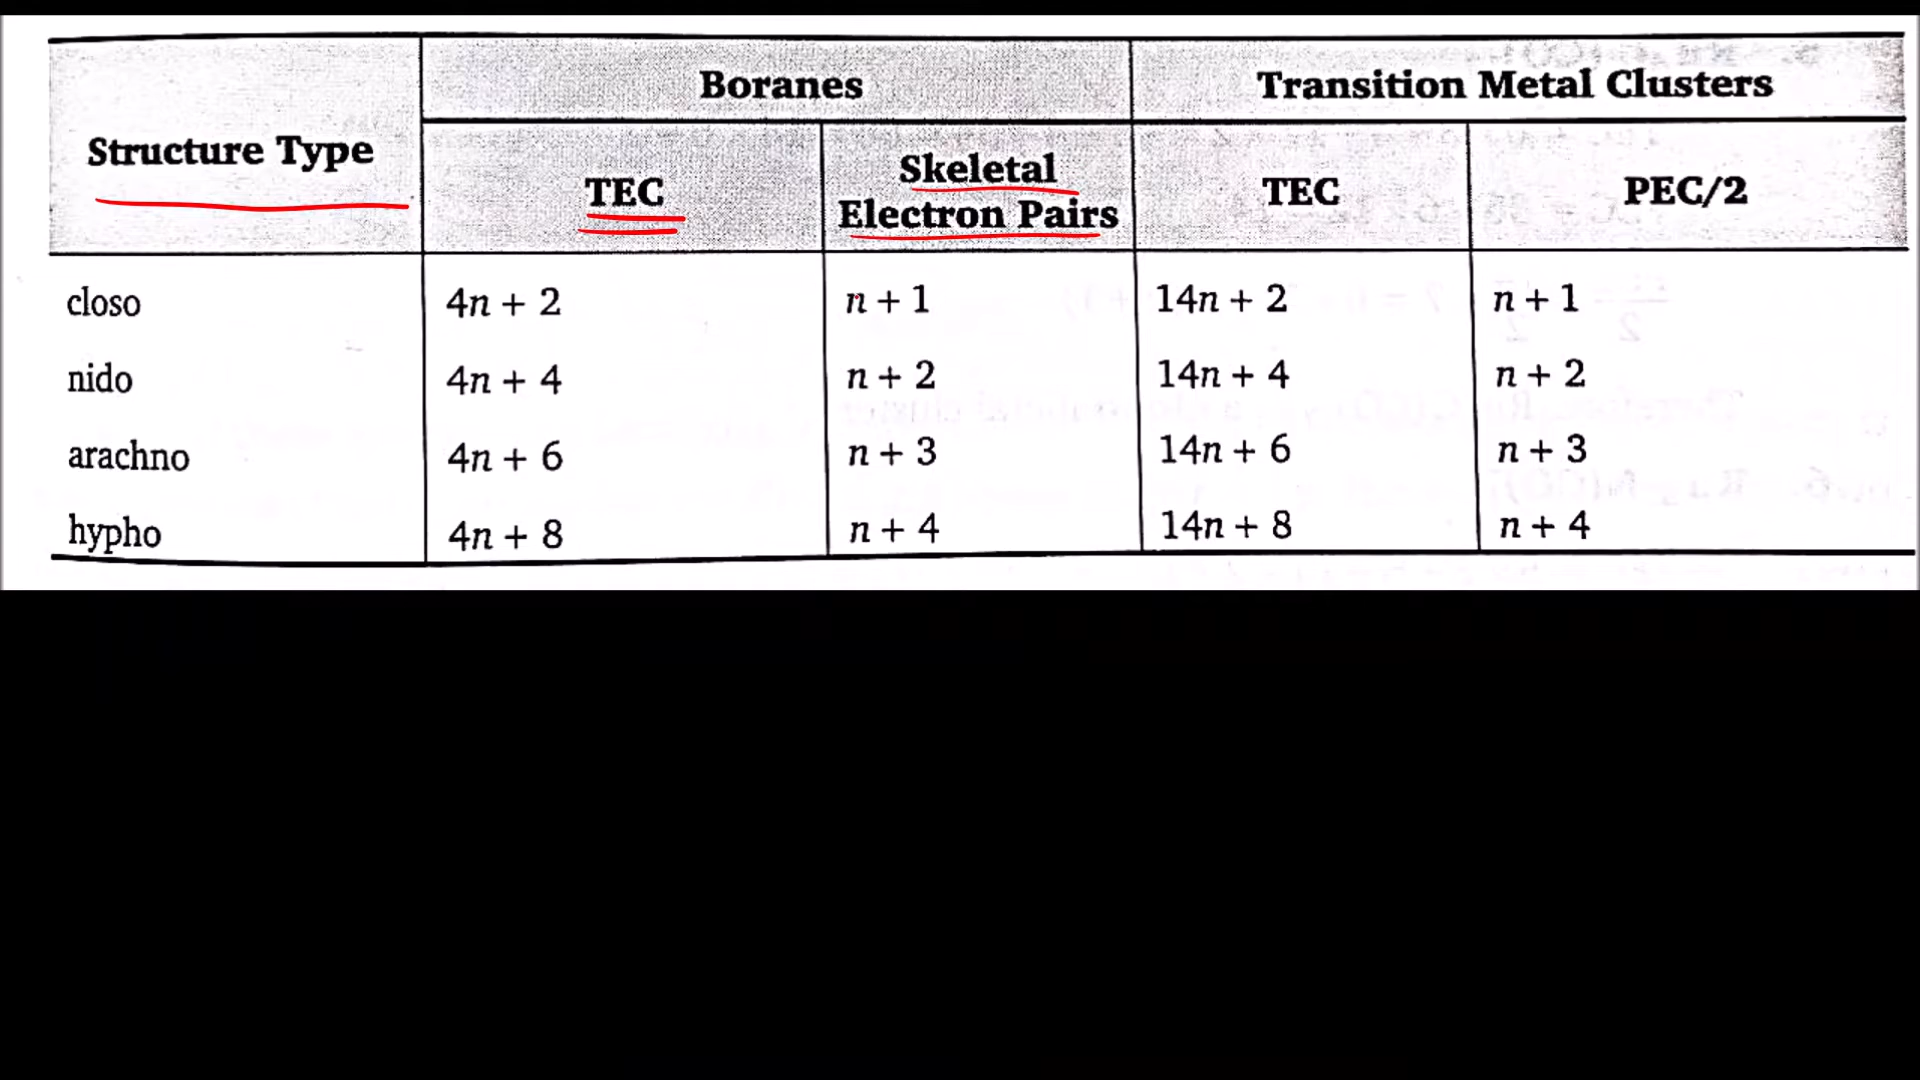 Boranes Transition Metal Clusters
Structure Type
TEC Skeletal Electron Pairs TEC PEC/2
closo 4n + 2 n + 1 14n + 2 n + 1
nido 4n + 4 n + 2 14n + 4 n + 2
arachno 4n + 6 n + 3 14n + 6 n + 3
hypho 4n + 8 n + 4 14n + 8 n + 4